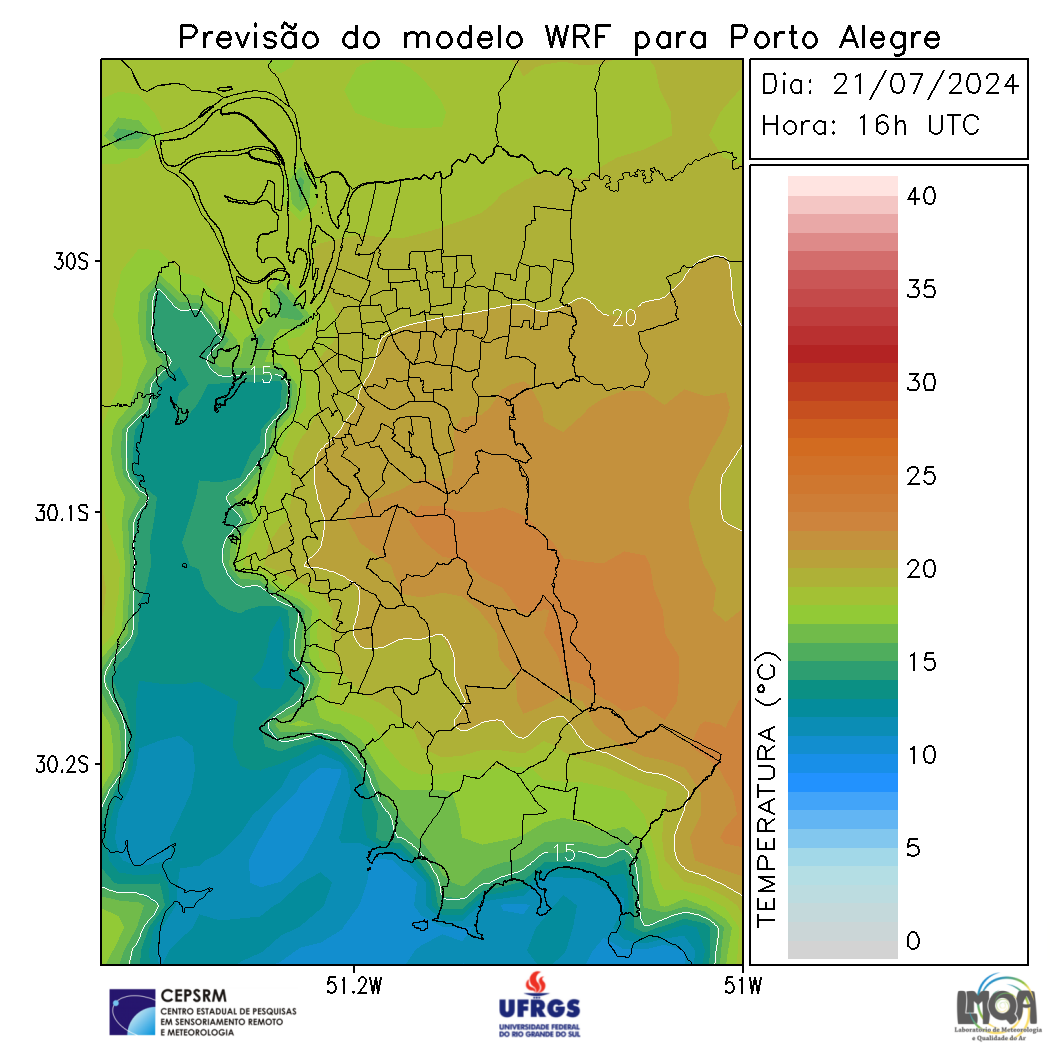 Previsão do modelo WRF para Porto Alegre
Dia: 21/07/2024
Hora: 16h UTC
30S
30.1S
30.2S
51.2W
51W
20
15
15
TEMPERATURA (°C)
40
35
30
25
20
15
10
5
0
CEPSRM
CENTRO ESTADUAL DE PESQUISAS
EM SENSORIAMENTO REMOTO
E METEOROLOGIA
UFRGS
UNIVERSIDADE FEDERAL
DO RIO GRANDE DO SUL
LMQA
Laboratório de Meteorologia
e Qualidade do Ar